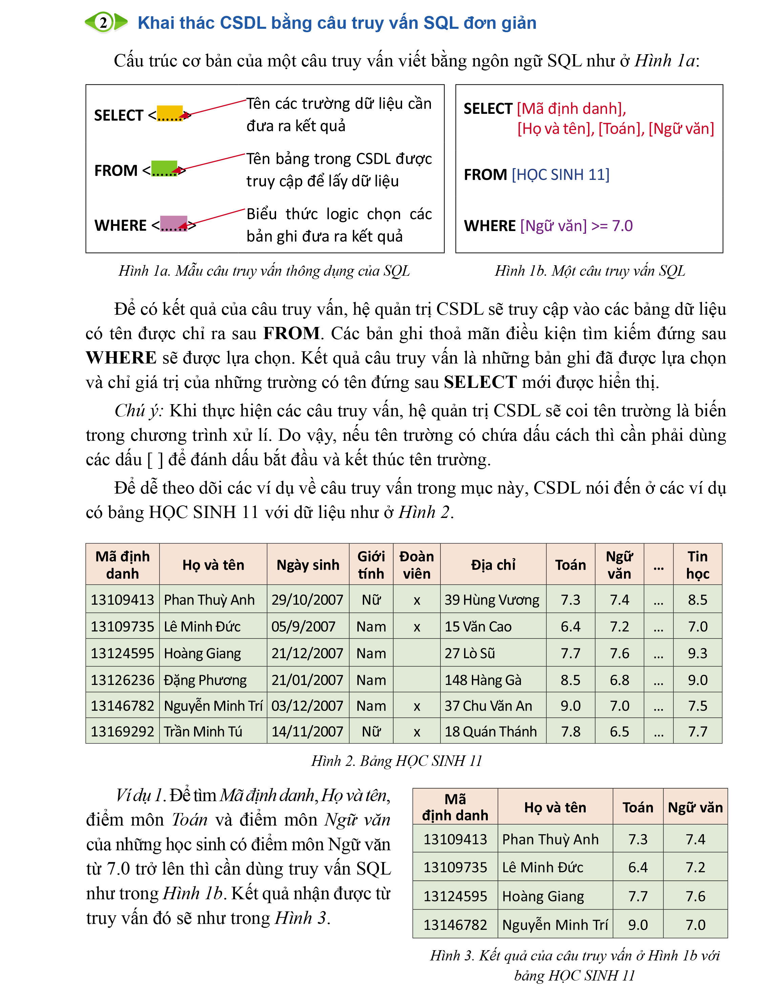 2 Khai thác CSDL bằng câu truy vấn SQL đơn giản
Cấu trúc cơ bản của một câu truy vấn viết bằng ngôn ngữ SQL như ở Hình 1a:
SELECT <......> Tên các trường dữ liệu cần
đưa ra kết quả
FROM <......> Tên bảng trong CSDL được
truy cập để lấy dữ liệu
WHERE <......> Biểu thức logic chọn các
bản ghi đưa ra kết quả
Hình 1a. Mẫu câu truy vấn thông dụng của SQL
SELECT [Mã định danh],
[Họ và tên], [Toán], [Ngữ văn]
FROM [HỌC SINH 11]
WHERE [Ngữ văn] >= 7.0
Hình 1b. Một câu truy vấn SQL
Để có kết quả của câu truy vấn, hệ quản trị CSDL sẽ truy cập vào các bảng dữ liệu
có tên được chỉ ra sau FROM. Các bản ghi thoả mãn điều kiện tìm kiếm đứng sau
WHERE sẽ được lựa chọn. Kết quả câu truy vấn là những bản ghi đã được lựa chọn
và chỉ giá trị của những trường có tên đứng sau SELECT mới được hiển thị.
Chú ý: Khi thực hiện các câu truy vấn, hệ quản trị CSDL sẽ coi tên trường là biến
trong chương trình xử lí. Do vậy, nếu tên trường có chứa dấu cách thì cần phải dùng
các dấu [ ] để đánh dấu bắt đầu và kết thúc tên trường.
Để dễ theo dõi các ví dụ về câu truy vấn trong mục này, CSDL nói đến ở các ví dụ
có bảng HỌC SINH 11 với dữ liệu như ở Hình 2.
Mã định danh Họ và tên Ngày sinh Giới tính Đoàn viên Địa chỉ Toán Ngữ văn ... Tin học
13109413 Phan Thuỳ Anh 29/10/2007 Nữ x 39 Hùng Vương 7.3 7.4 ... 8.5
13109735 Lê Minh Đức 05/9/2007 Nam x 15 Văn Cao 6.4 7.2 ... 7.0
13124595 Hoàng Giang 21/12/2007 Nam 27 Lò Sũ 7.7 7.6 ... 9.3
13126236 Đặng Phương 21/01/2007 Nam 148 Hàng Gà 8.5 6.8 ... 9.0
13146782 Nguyễn Minh Trí 03/12/2007 Nam x 37 Chu Văn An 9.0 7.0 ... 7.5
13169292 Trần Minh Tú 14/11/2007 Nữ x 18 Quán Thánh 7.8 6.5 ... 7.7
Hình 2. Bảng HỌC SINH 11
Ví dụ 1. Để tìm Mã định danh, Họ và tên,
điểm môn Toán và điểm môn Ngữ văn
của những học sinh có điểm môn Ngữ văn
từ 7.0 trở lên thì cần dùng truy vấn SQL
như trong Hình 1b. Kết quả nhận được từ
truy vấn đó sẽ như trong Hình 3.
Mã định danh Họ và tên Toán Ngữ văn
13109413 Phan Thuỳ Anh 7.3 7.4
13109735 Lê Minh Đức 6.4 7.2
13124595 Hoàng Giang 7.7 7.6
13146782 Nguyễn Minh Trí 9.0 7.0
Hình 3. Kết quả của câu truy vấn ở Hình 1b với
bảng HỌC SINH 11